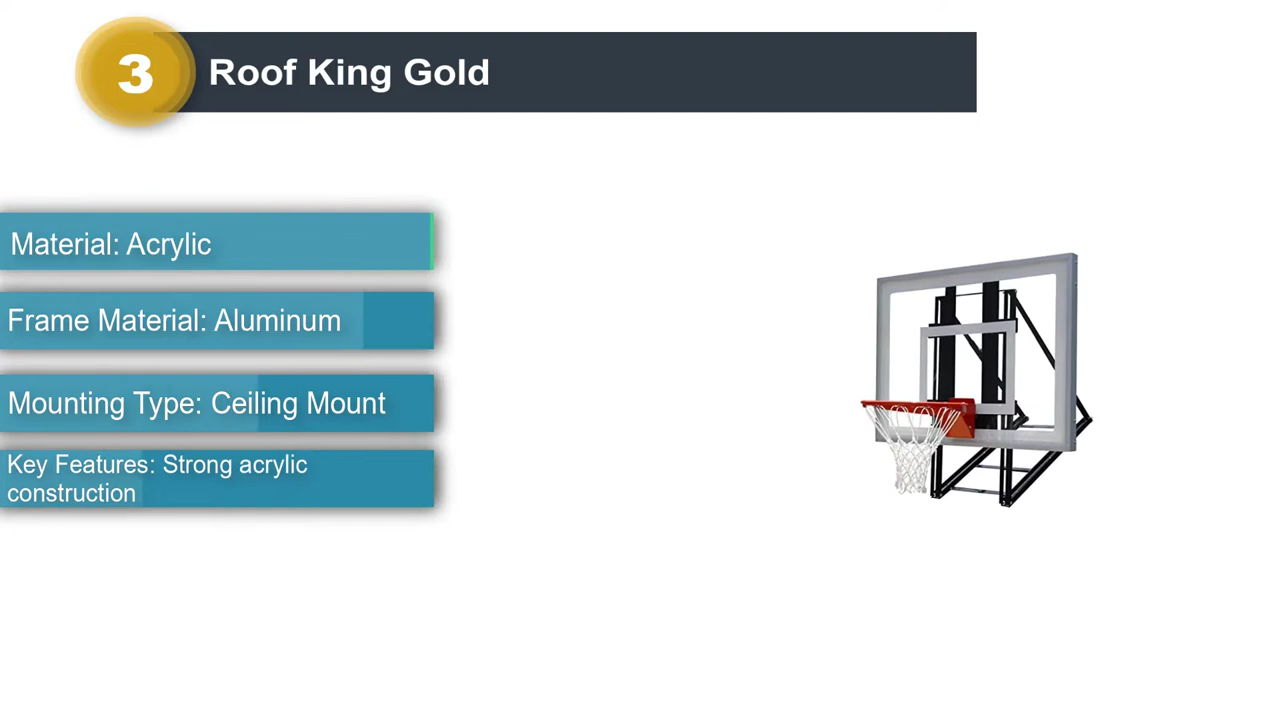 3
Roof King Gold
Material: Acrylic
Frame Material: Aluminum
Mounting Type: Ceiling Mount
Key Features: Strong acrylic
construction